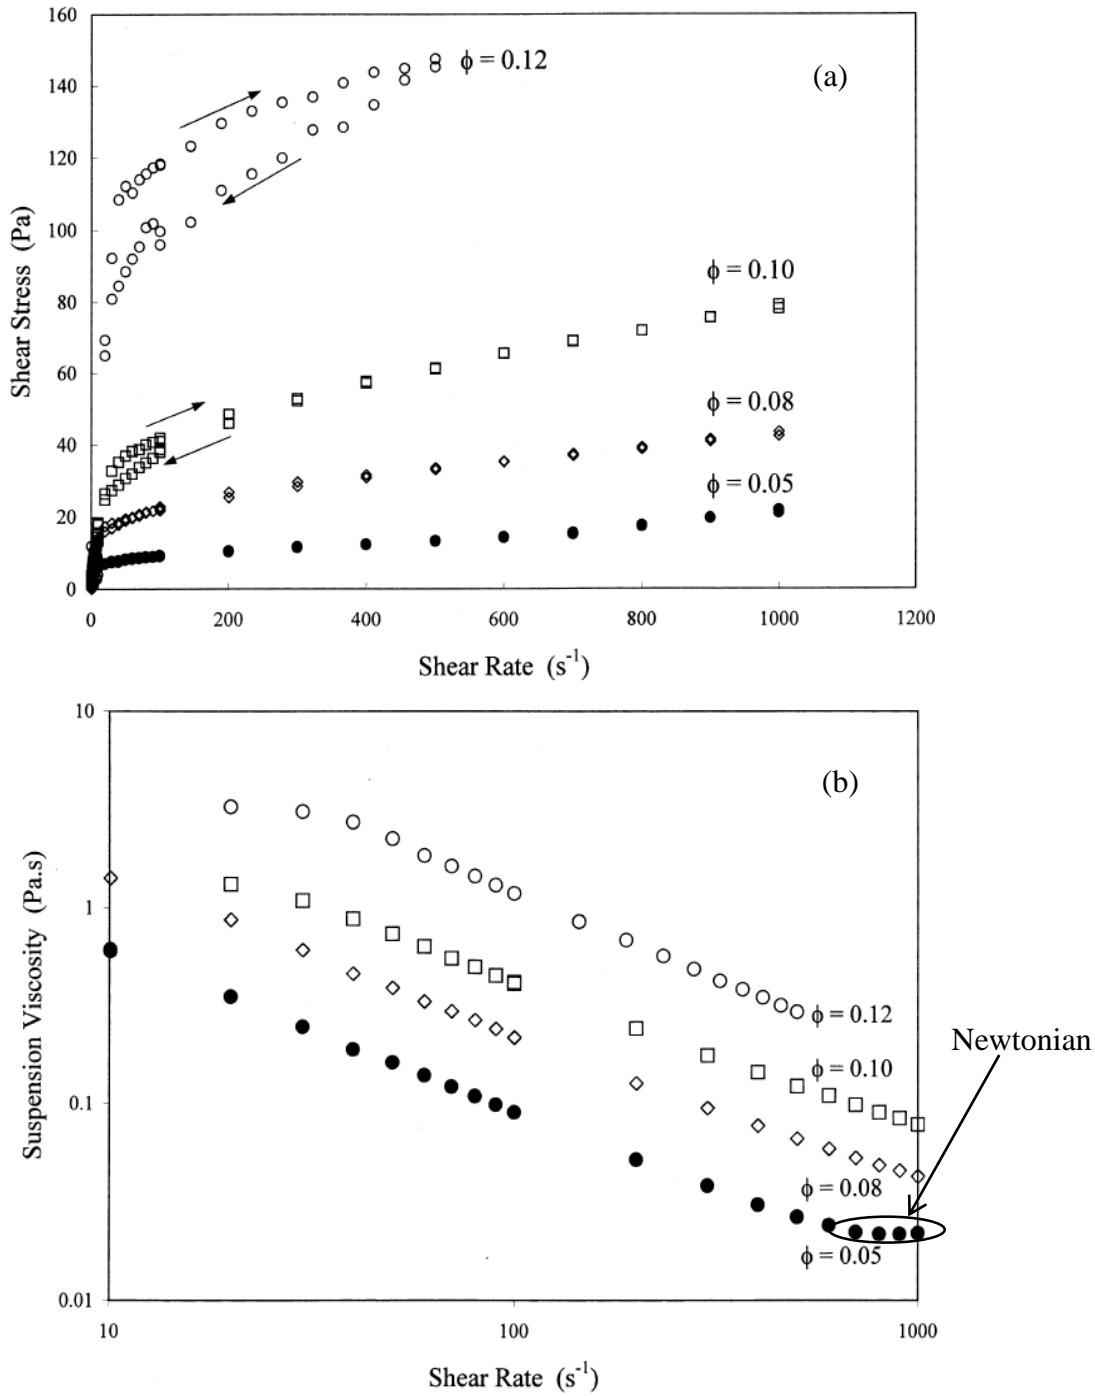 160
140
120
100
80
60
40
20
0
Shear Stress (Pa)
ϕ = 0.12
(a)
ϕ = 0.10
ϕ = 0.08
ϕ = 0.05
0 200 400 600 800 1000 1200
Shear Rate (s⁻¹)
10
1
0.1
0.01
Suspension Viscosity (Pa.s)
(b)
ϕ = 0.12
Newtonian
ϕ = 0.10
ϕ = 0.08
ϕ = 0.05
10 100 1000
Shear Rate (s⁻¹)